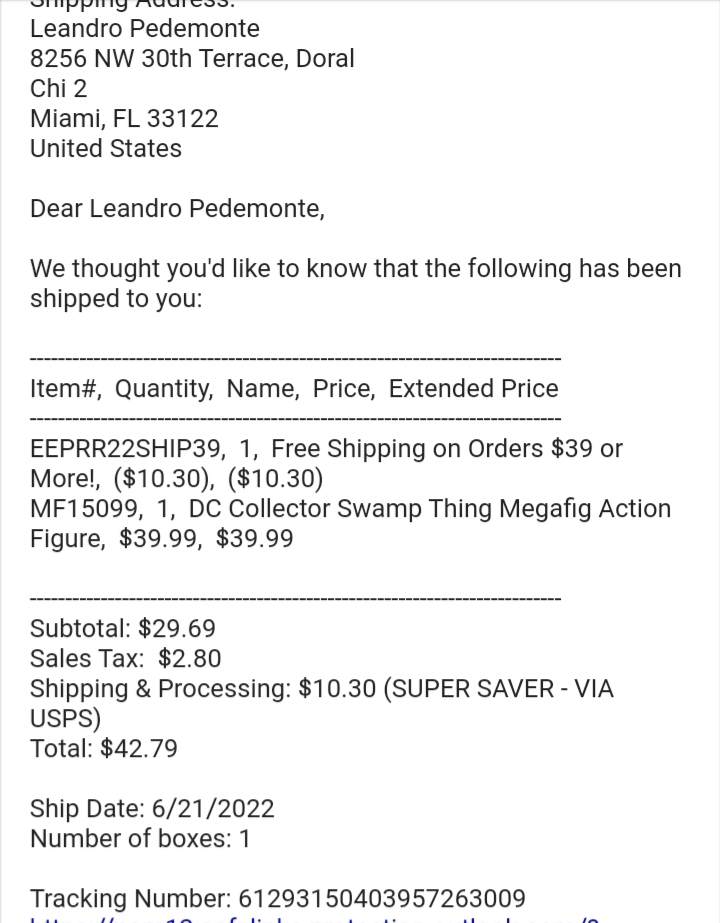 Shipping Address:
Leandro Pedemonte
8256 NW 30th Terrace, Doral
Chi 2
Miami, FL 33122
United States
Dear Leandro Pedemonte,
We thought you'd like to know that the following has been
shipped to you:
----------------------------------------------------------------------------
Item#,  Quantity,  Name,  Price,  Extended Price
----------------------------------------------------------------------------
EEPRR22SHIP39,  1,  Free Shipping on Orders $39 or
More!,  ($10.30),  ($10.30)
MF15099,  1,  DC Collector Swamp Thing Megafig Action
Figure,  $39.99,  $39.99
----------------------------------------------------------------------------
Subtotal: $29.69
Sales Tax:  $2.80
Shipping & Processing: $10.30 (SUPER SAVER - VIA
USPS)
Total: $42.79
Ship Date: 6/21/2022
Number of boxes: 1
Tracking Number: 61293150403957263009